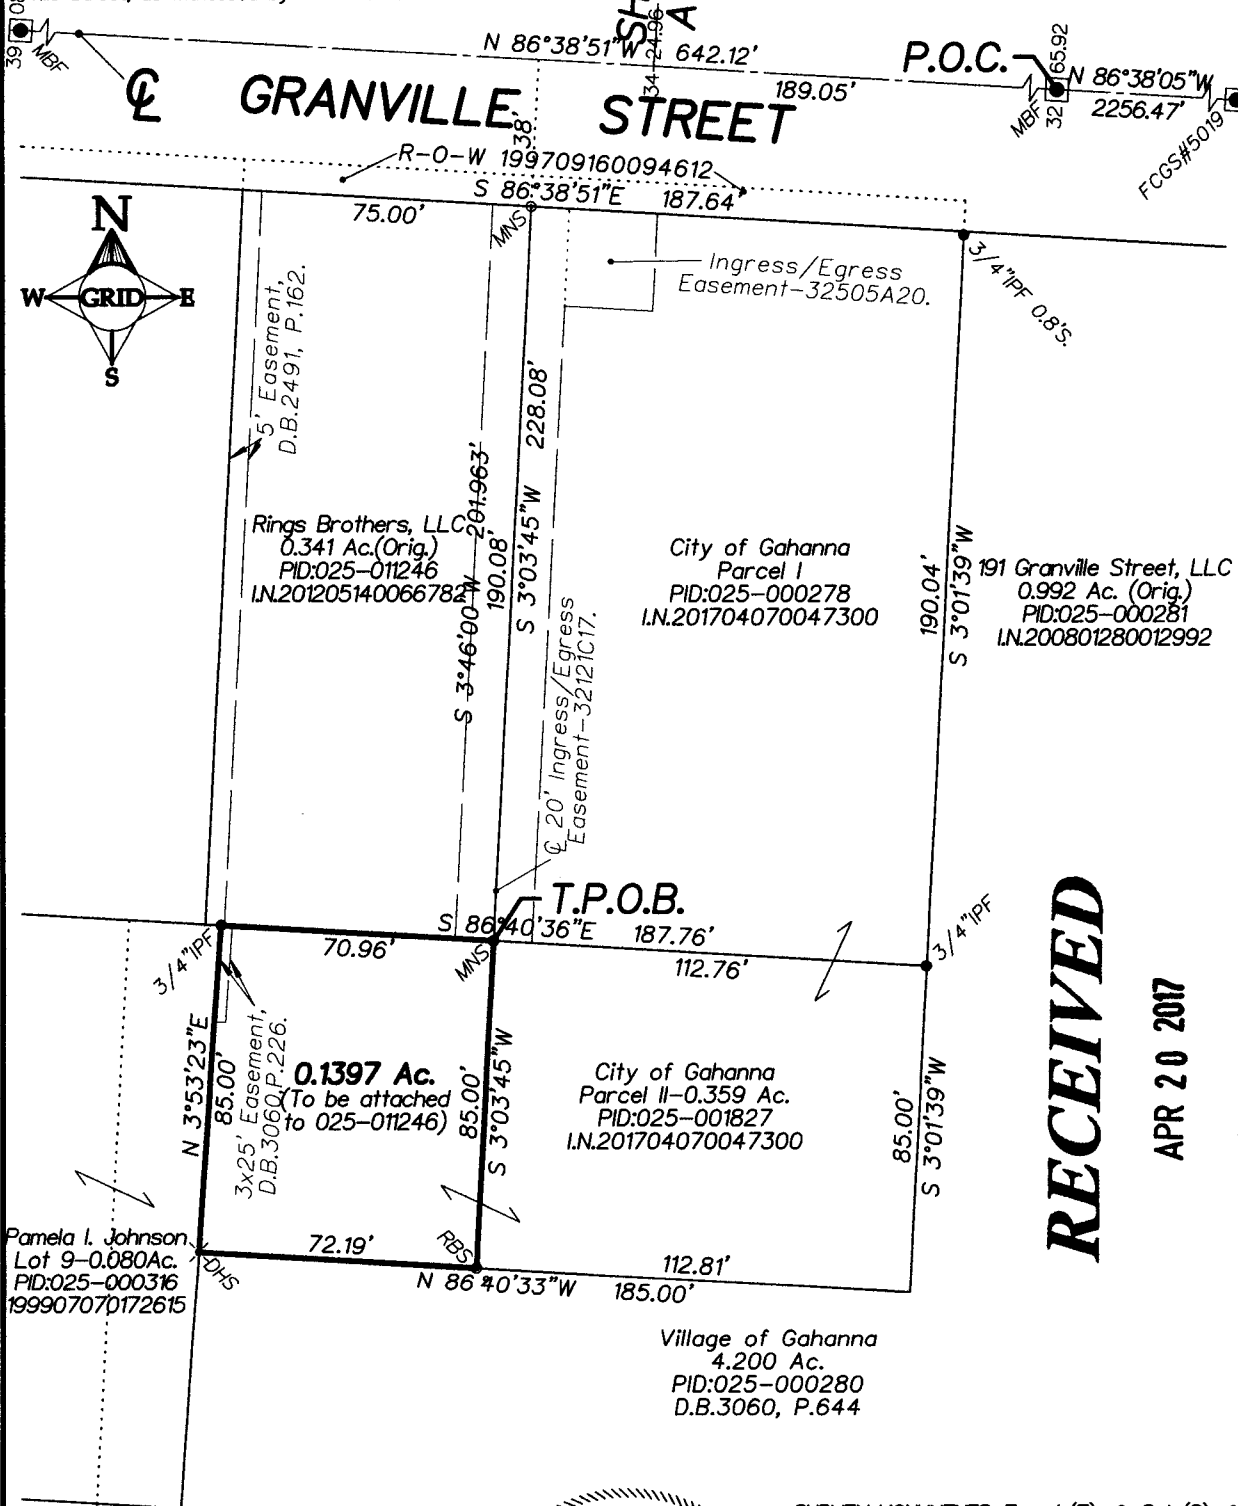 N 86°38'51"W 642.12'
34-24.96
SH
A
39
MBF
P.O.C.
65.92
32
MBF
N 86°38'05"W
2256.47'
FCGS#5019
189.05'
℄ GRANVILLE STREET
38'
R-O-W 199709160094612
S 86°38'51"E 187.64'
75.00'
MNS
3/4"IPF 0.8'S.
N
W GRID E
S
5' Easement,
D.B.2491, P.162.
Ingress/Egress
Easement-32505A20.
S 3°46'00"W 201.963'
190.08'
S 3°03'45"W 228.08'
Rings Brothers, LLC
0.341 Ac.(Orig.)
PID:025-011246
I.N.201205140066782
City of Gahanna
Parcel I
PID:025-000278
I.N.201704070047300
190.04'
S 3°01'39"W
191 Granville Street, LLC
0.992 Ac. (Orig.)
PID:025-000281
I.N.200801280012992
℄ 20' Ingress/Egress
Easement-32121C17.
T.P.O.B.
S 86°40'36"E 187.76'
70.96'
112.76'
3/4"IPF
MNS
3/4"IPF
N 3°53'23"E
85.00'
3x25' Easement,
D.B.3060,P.226.
0.1397 Ac.
(To be attached
to 025-011246)
85.00'
S 3°03'45"W
City of Gahanna
Parcel II-0.359 Ac.
PID:025-001827
I.N.201704070047300
85.00'
S 3°01'39"W
RECEIVED
APR 20 2017
Pamela I. Johnson
Lot 9-0.080Ac.
PID:025-000316
199907070172615
DHS
72.19'
RBS
N 86°40'33"W 185.00'
112.81'
Village of Gahanna
4.200 Ac.
PID:025-000280
D.B.3060, P.644